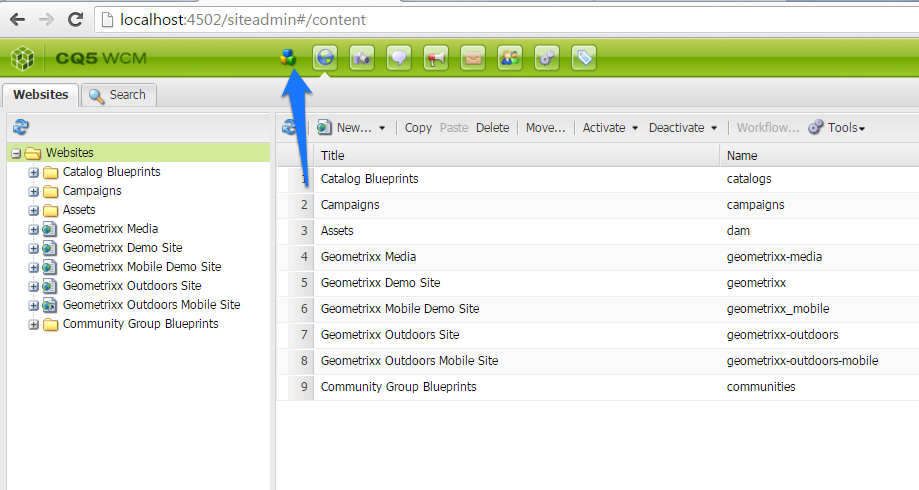 localhost:4502/siteadmin#/content
CQ5 WCM
Websites Search
New... Copy Paste Delete Move... Activate Deactivate Workflow... Tools
Websites
Catalog Blueprints
Campaigns
Assets
Geometrixx Media
Geometrixx Demo Site
Geometrixx Mobile Demo Site
Geometrixx Outdoors Site
Geometrixx Outdoors Mobile Site
Community Group Blueprints
Title Name
1 Catalog Blueprints catalogs
2 Campaigns campaigns
3 Assets dam
4 Geometrixx Media geometrixx-media
5 Geometrixx Demo Site geometrixx
6 Geometrixx Mobile Demo Site geometrixx_mobile
7 Geometrixx Outdoors Site geometrixx-outdoors
8 Geometrixx Outdoors Mobile Site geometrixx-outdoors-mobile
9 Community Group Blueprints communities